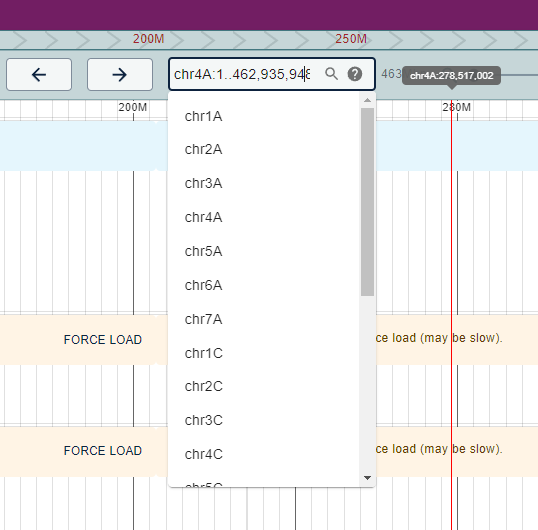 200M 250M
chr4A:1..462,935,948 463
chr4A:278,517,002
200M 280M
chr1A
chr2A
chr3A
chr4A
chr5A
chr6A
chr7A
FORCE LOAD ce load (may be slow).
chr1C
chr2C
chr3C
FORCE LOAD ce load (may be slow).
chr4C
chr5C